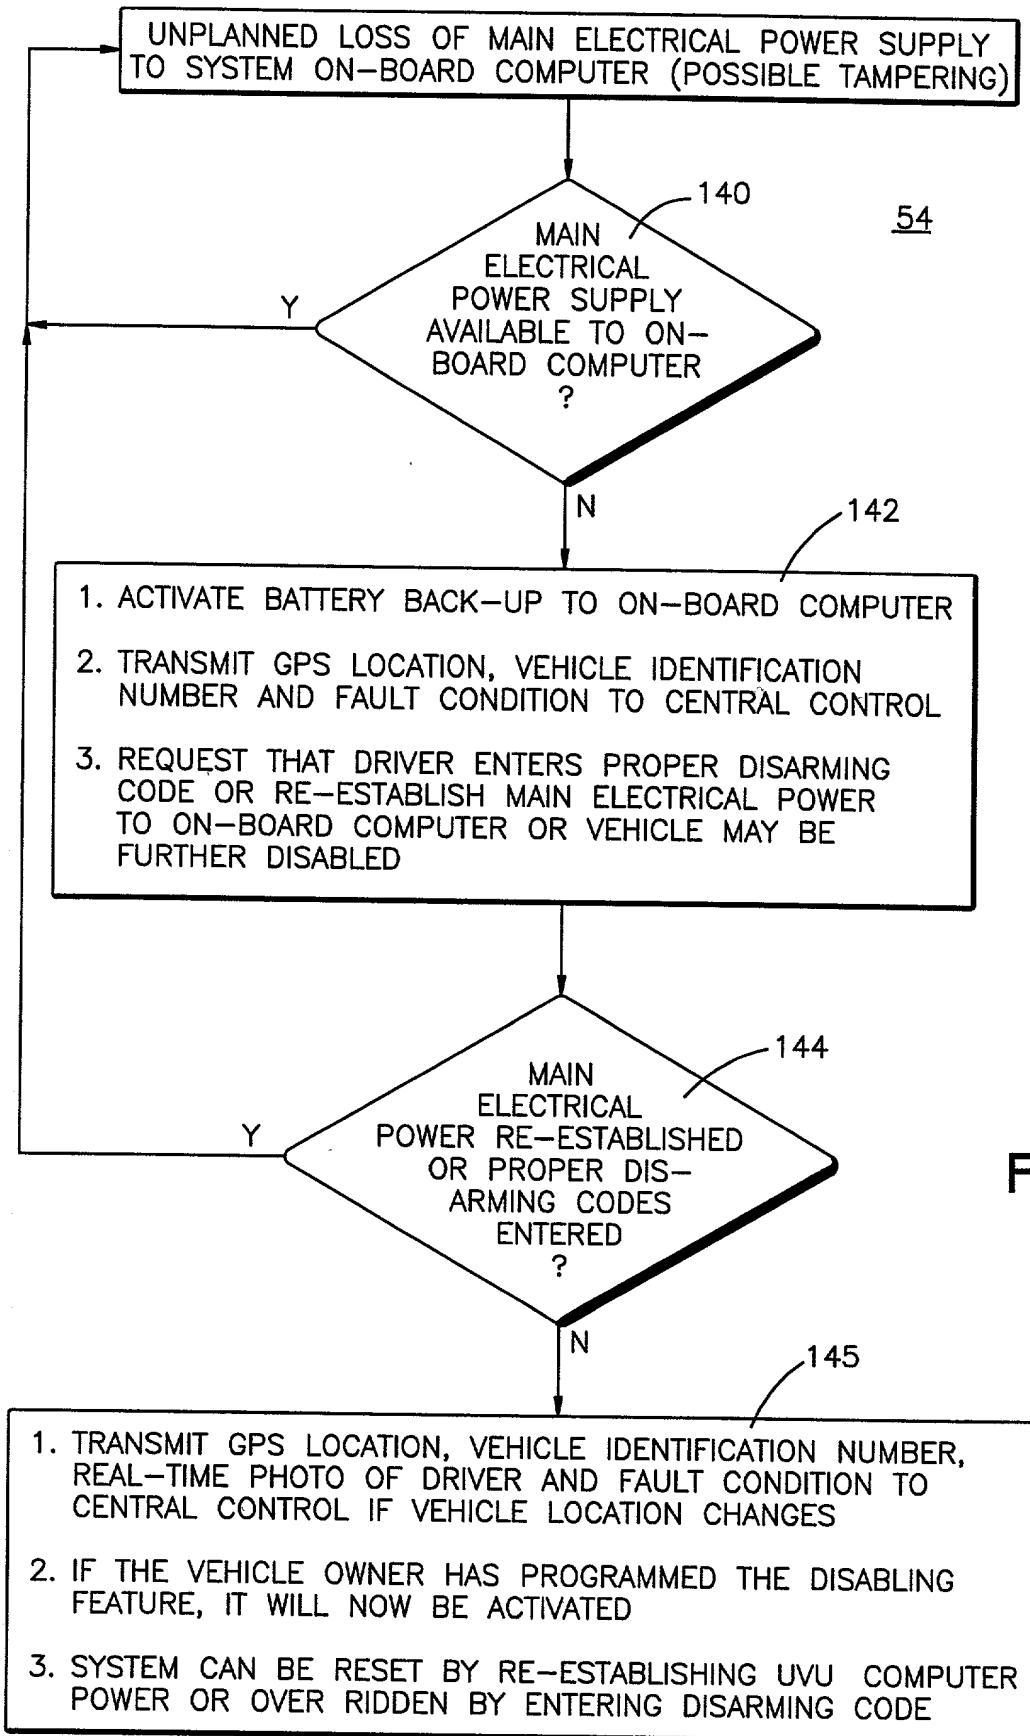 UNPLANNED LOSS OF MAIN ELECTRICAL POWER SUPPLY
TO SYSTEM ON-BOARD COMPUTER (POSSIBLE TAMPERING)
140
54
MAIN
ELECTRICAL
POWER SUPPLY
AVAILABLE TO ON-
BOARD COMPUTER
?
Y
N
142
1. ACTIVATE BATTERY BACK-UP TO ON-BOARD COMPUTER
2. TRANSMIT GPS LOCATION, VEHICLE IDENTIFICATION
NUMBER AND FAULT CONDITION TO CENTRAL CONTROL
3. REQUEST THAT DRIVER ENTERS PROPER DISARMING
CODE OR RE-ESTABLISH MAIN ELECTRICAL POWER
TO ON-BOARD COMPUTER OR VEHICLE MAY BE
FURTHER DISABLED
144
MAIN
ELECTRICAL
POWER RE-ESTABLISHED
OR PROPER DIS-
ARMING CODES
ENTERED
?
Y
F
N
145
1. TRANSMIT GPS LOCATION, VEHICLE IDENTIFICATION NUMBER,
REAL-TIME PHOTO OF DRIVER AND FAULT CONDITION TO
CENTRAL CONTROL IF VEHICLE LOCATION CHANGES
2. IF THE VEHICLE OWNER HAS PROGRAMMED THE DISABLING
FEATURE, IT WILL NOW BE ACTIVATED
3. SYSTEM CAN BE RESET BY RE-ESTABLISHING UVU COMPUTER
POWER OR OVER RIDDEN BY ENTERING DISARMING CODE